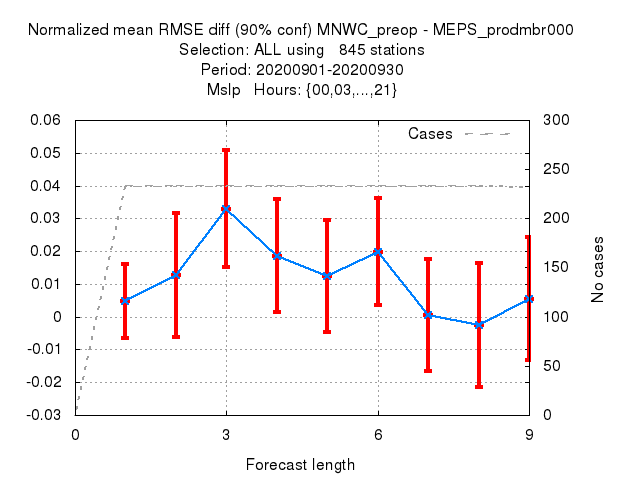 Normalized mean RMSE diff (90% conf) MNWC_preop - MEPS_prodmbr000
Selection: ALL using   845 stations
Period: 20200901-20200930
Mslp   Hours: {00,03,...,21}
0.06
0.05
0.04
0.03
0.02
0.01
0
-0.01
-0.02
-0.03
Cases
300
250
200
150
100
50
0
No cases
0 3 6 9
Forecast length